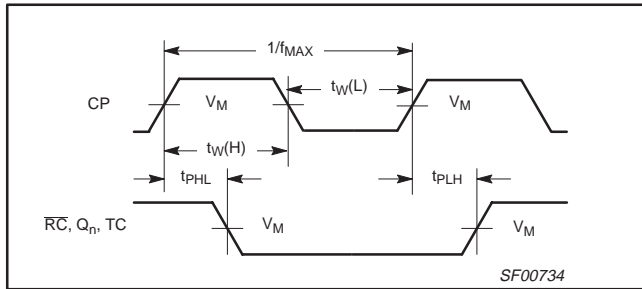 1/fMAX
CP
VM
tW(L)
VM
tW(H)
tPHL
tPLH
RC, Qn, TC
VM
VM
SF00734